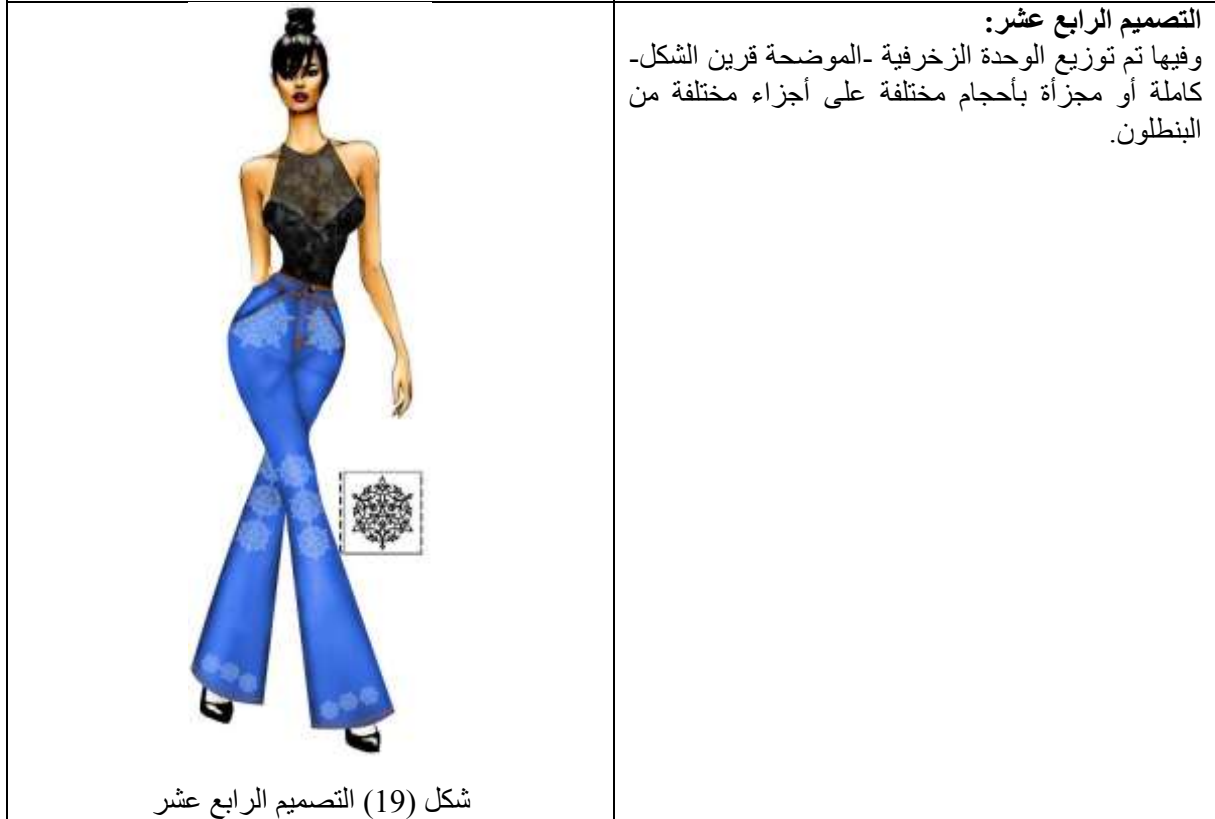 التصميم الرابع عشر:
وفيها تم توزيع الوحدة الزخرفية -الموضحة قرين الشكل-
كاملة أو مجزأة بأحجام مختلفة على أجزاء مختلفة من
البنطلون.
شكل (19) التصميم الرابع عشر